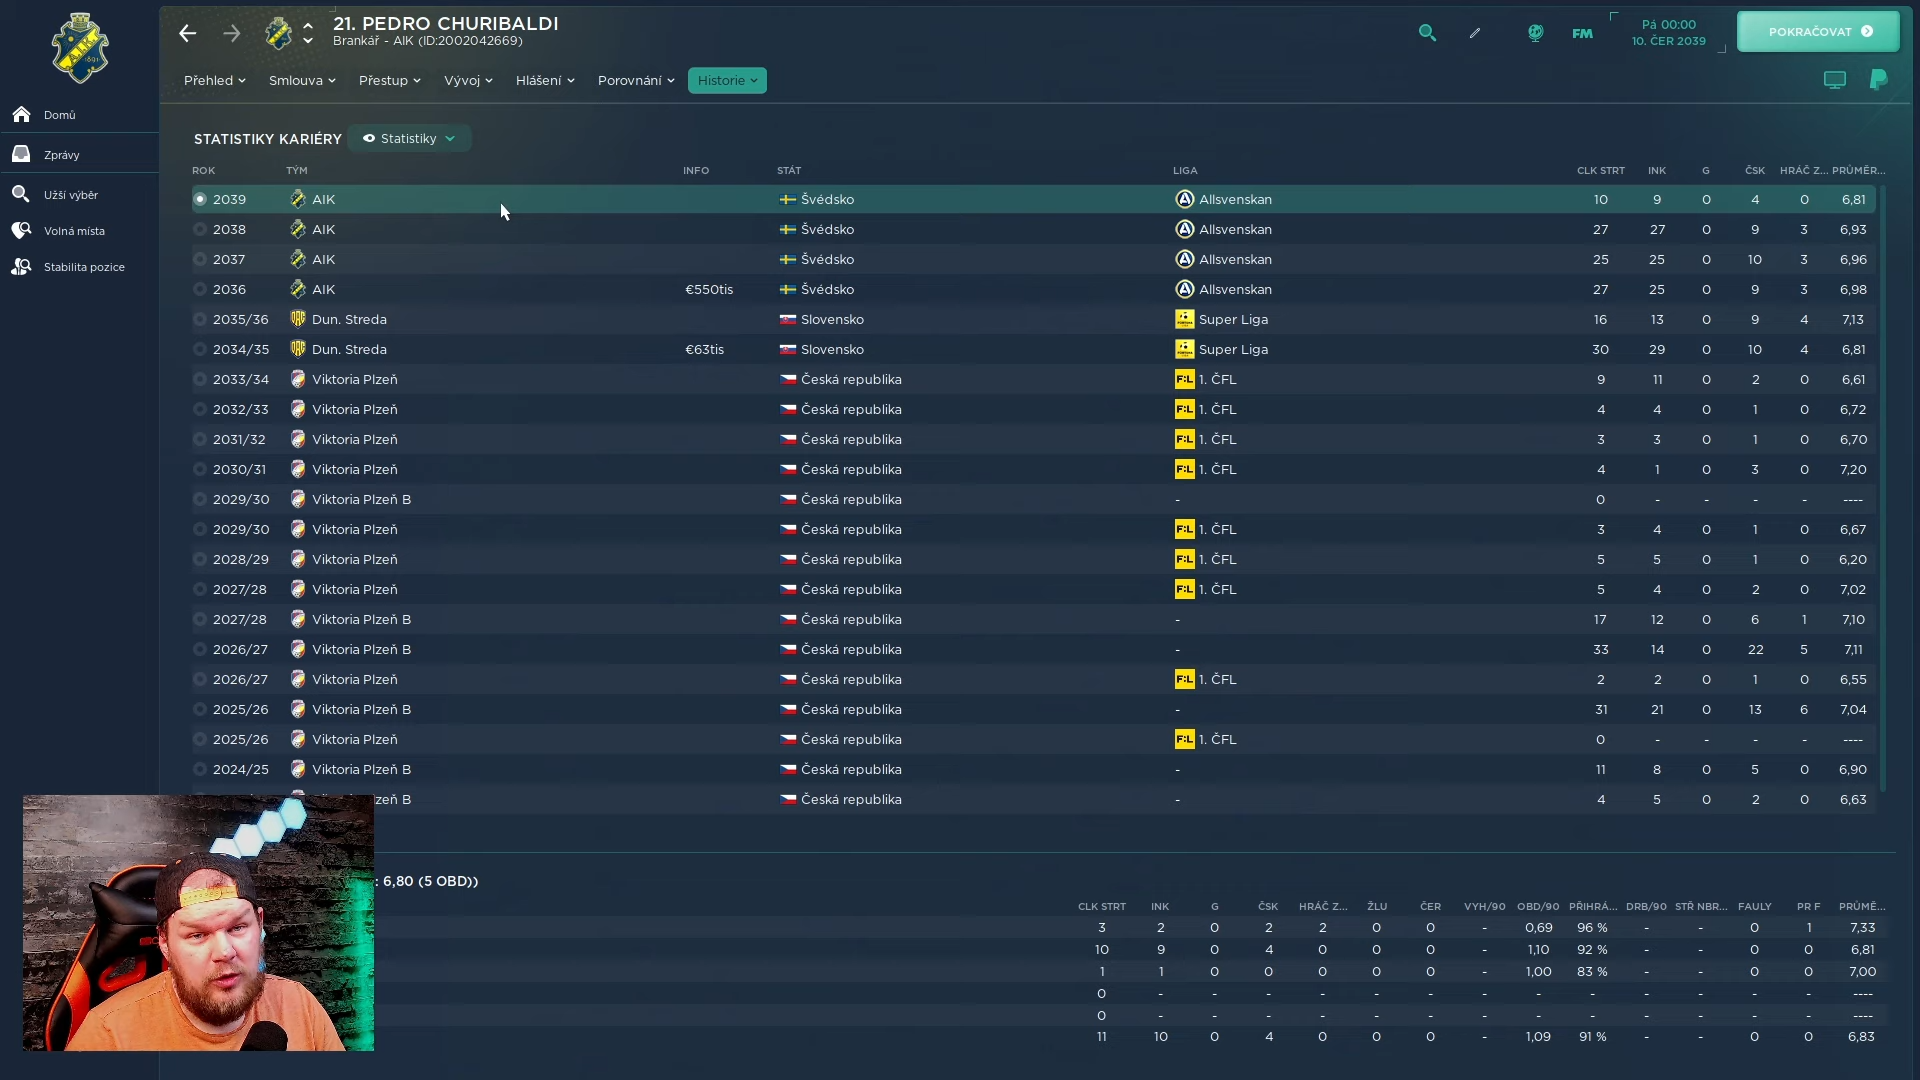 21. PEDRO CHURIBALDI
Brankář - AIK (ID:2002042669)
FM
Pá 00:00
10. ČER 2039
POKRAČOVAT
Přehled
Smlouva
Přestup
Vývoj
Hlášení
Porovnání
Historie
Domů
Zprávy
Užší výběr
Volná místa
Stabilita pozice
STATISTIKY KARIÉRY Statistiky
ROK TÝM INFO STÁT LIGA CLK STRT INK G ČSK HRÁČ Z... PRŮMĚR...
2039 AIK Švédsko Allsvenskan 10 9 0 4 0 6,81
2038 AIK Švédsko Allsvenskan 27 27 0 9 3 6,93
2037 AIK Švédsko Allsvenskan 25 25 0 10 3 6,96
2036 AIK €550tis Švédsko Allsvenskan 27 25 0 9 3 6,98
2035/36 Dun. Streda Slovensko Super Liga 16 13 0 9 4 7,13
2034/35 Dun. Streda €63tis Slovensko Super Liga 30 29 0 10 4 6,81
2033/34 Viktoria Plzeň Česká republika F:L 1. ČFL 9 11 0 2 0 6,61
2032/33 Viktoria Plzeň Česká republika F:L 1. ČFL 4 4 0 1 0 6,72
2031/32 Viktoria Plzeň Česká republika F:L 1. ČFL 3 3 0 1 0 6,70
2030/31 Viktoria Plzeň Česká republika F:L 1. ČFL 4 1 0 3 0 7,20
2029/30 Viktoria Plzeň B Česká republika - 0 - - - - ----
2029/30 Viktoria Plzeň Česká republika F:L 1. ČFL 3 4 0 1 0 6,67
2028/29 Viktoria Plzeň Česká republika F:L 1. ČFL 5 5 0 1 0 6,20
2027/28 Viktoria Plzeň Česká republika F:L 1. ČFL 5 4 0 2 0 7,02
2027/28 Viktoria Plzeň B Česká republika - 17 12 0 6 1 7,10
2026/27 Viktoria Plzeň B Česká republika - 33 14 0 22 5 7,11
2026/27 Viktoria Plzeň Česká republika F:L 1. ČFL 2 2 0 1 0 6,55
2025/26 Viktoria Plzeň B Česká republika - 31 21 0 13 6 7,04
2025/26 Viktoria Plzeň Česká republika F:L 1. ČFL 0 - - - - ----
2024/25 Viktoria Plzeň B Česká republika - 11 8 0 5 0 6,90
zeň B Česká republika - 4 5 0 2 0 6,63
: 6,80 (5 OBD))
CLK STRT INK G ČSK HRÁČ Z... ŽLU ČER VYH/90 OBD/90 PŘIHRÁ... DRB/90 STŘ NBR... FAULY PR F PRŮMĚ...
3 2 0 2 2 0 0 - 0,69 96 % - - 0 1 7,33
10 9 0 4 0 0 0 - 1,10 92 % - - 0 0 6,81
1 1 0 0 0 0 0 - 1,00 83 % - - 0 0 7,00
0 - - - - - - - - - - - - - ----
0 - - - - - - - - - - - - - ----
11 10 0 4 0 0 0 - 1,09 91 % - - 0 0 6,83